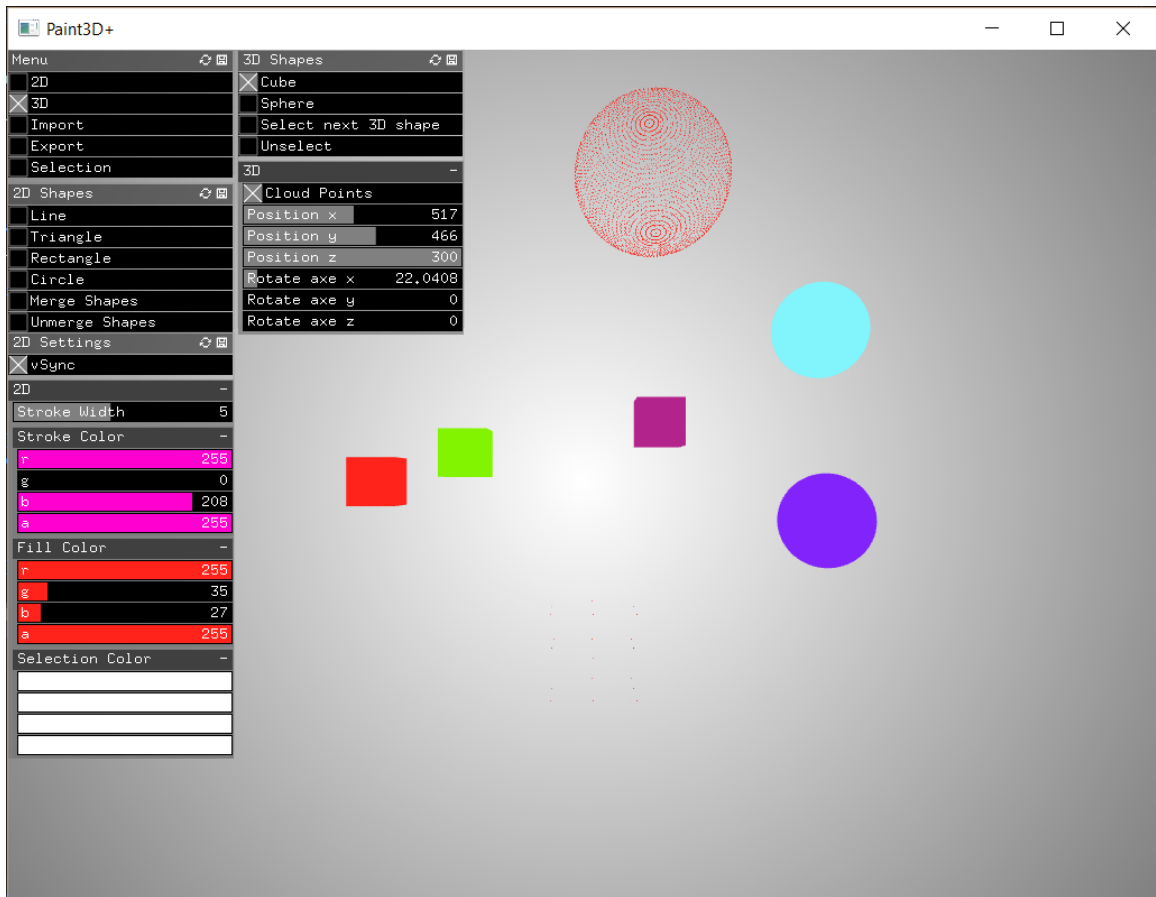 Paint3D+
Menu
2D
3D
Import
Export
Selection
2D Shapes
Line
Triangle
Rectangle
Circle
Merge Shapes
Unmerge Shapes
2D Settings
vSync
2D
Stroke Width 5
Stroke Color
r 255
g 0
b 208
a 255
Fill Color
r 255
g 35
b 27
a 255
Selection Color
3D Shapes
Cube
Sphere
Select next 3D shape
Unselect
3D
Cloud Points
Position x 517
Position y 466
Position z 300
Rotate axe x 22.0408
Rotate axe y 0
Rotate axe z 0